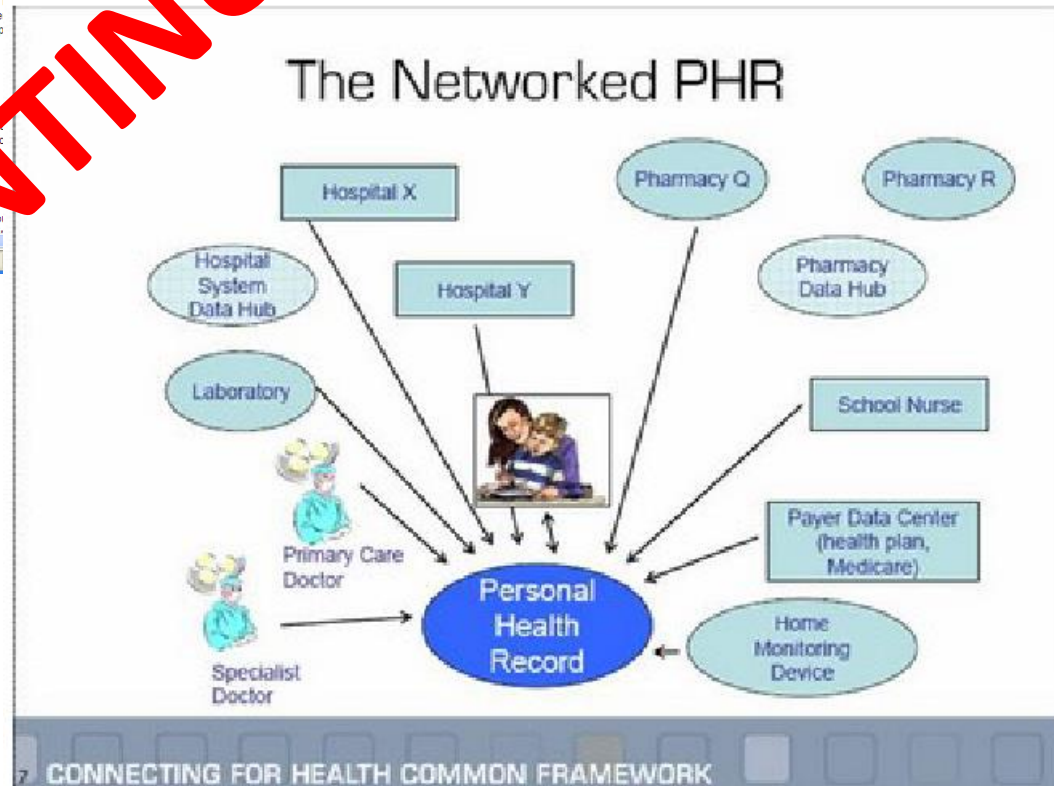 TING
The Networked PHR
Hospital X
Pharmacy Q
Pharmacy R
Hospital
System
Data Hub
Hospital Y
Pharmacy
Data Hub
Laboratory
School Nurse
Primary Care
Doctor
Payer Data Center
(health plan,
Medicare)
Personal
Health
Record
Home
Monitoring
Device
Specialist
Doctor
7 CONNECTING FOR HEALTH COMMON FRAMEWORK